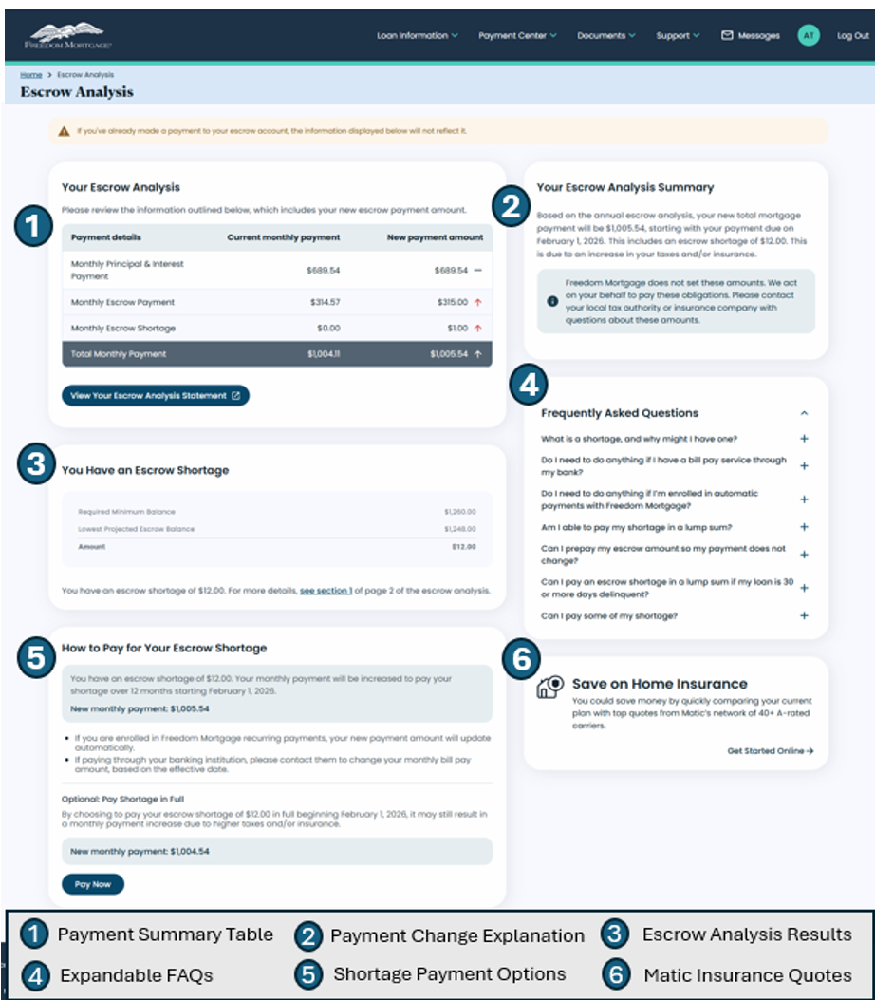 FREEDOM MORTGAGE®
Loan Information Payment Center Documents Support Messages AT Log Out
Home > Escrow Analysis
Escrow Analysis
If you've already made a payment to your escrow account, the information displayed below will not reflect it.
1
Your Escrow Analysis
Please review the information outlined below, which includes your new escrow payment amount.
Payment details Current monthly payment New payment amount
Monthly Principal & Interest
Payment
$689.54 $689.54 —
Monthly Escrow Payment $314.57 $315.00 ↑
Monthly Escrow Shortage $0.00 $1.00 ↑
Total Monthly Payment $1,004.11 $1,005.54 ↑
View Your Escrow Analysis Statement
2
Your Escrow Analysis Summary
Based on the annual escrow analysis, your new total mortgage
payment will be $1,005.54, starting with your payment due on
February 1, 2026. This includes an escrow shortage of $12.00. This
is due to an increase in your taxes and/or insurance.
Freedom Mortgage does not set these amounts. We act
on your behalf to pay these obligations. Please contact
your local tax authority or insurance company with
questions about these amounts.
3
You Have an Escrow Shortage
Required Minimum Balance $1,260.00
Lowest Projected Escrow Balance $1,248.00
Amount $12.00
You have an escrow shortage of $12.00. For more details, see section 1 of page 2 of the escrow analysis.
4
Frequently Asked Questions
What is a shortage, and why might I have one? +
Do I need to do anything if I have a bill pay service through
my bank? +
Do I need to do anything if I'm enrolled in automatic
payments with Freedom Mortgage? +
Am I able to pay my shortage in a lump sum? +
Can I prepay my escrow amount so my payment does not
change? +
Can I pay an escrow shortage in a lump sum if my loan is 30
or more days delinquent? +
Can I pay some of my shortage? +
5
How to Pay for Your Escrow Shortage
You have an escrow shortage of $12.00. Your monthly payment will be increased to pay your
shortage over 12 months starting February 1, 2026.
New monthly payment: $1,005.54
• If you are enrolled in Freedom Mortgage recurring payments, your new payment amount will update
automatically.
• If paying through your banking institution, please contact them to change your monthly bill pay
amount, based on the effective date.
Optional: Pay Shortage in Full
By choosing to pay your escrow shortage of $12.00 in full beginning February 1, 2026, it may still result in
a monthly payment increase due to higher taxes and/or insurance.
New monthly payment: $1,004.54
Pay Now
6
Save on Home Insurance
You could save money by quickly comparing your current
plan with top quotes from Matic's network of 40+ A-rated
carriers.
Get Started Online →
1 Payment Summary Table 2 Payment Change Explanation 3 Escrow Analysis Results
4 Expandable FAQs 5 Shortage Payment Options 6 Matic Insurance Quotes